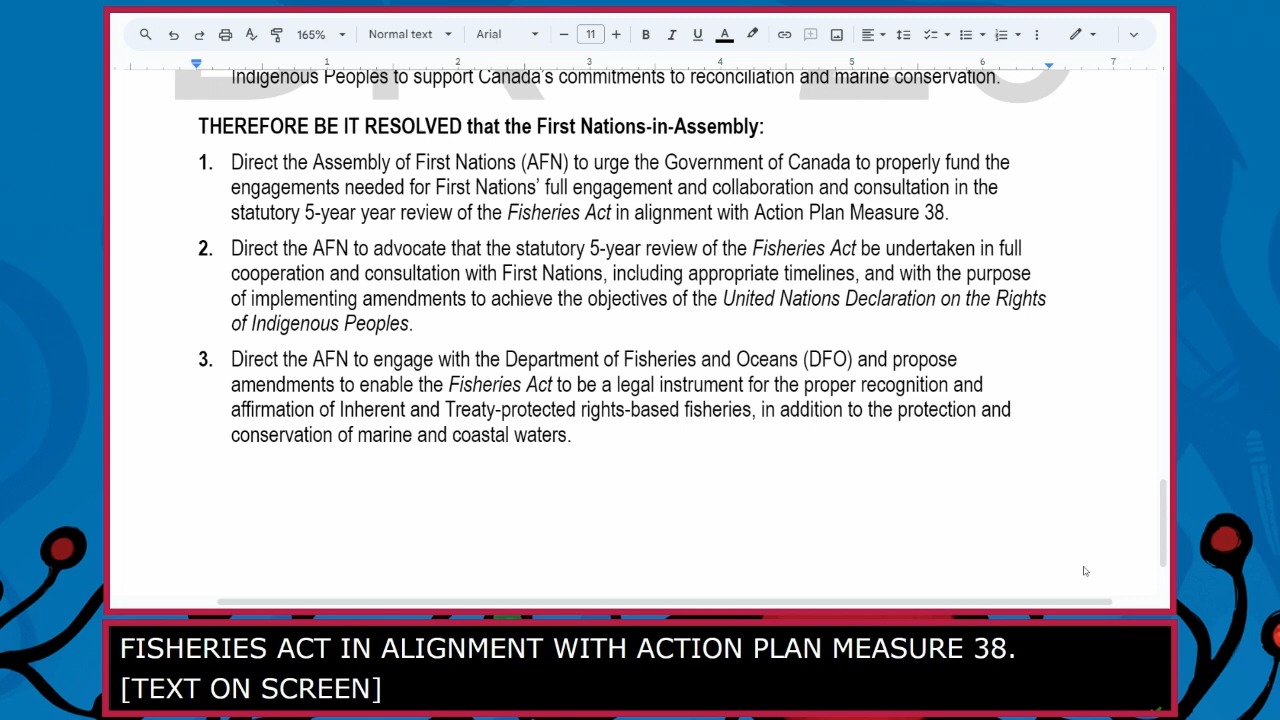 165%
Normal text
Arial
11
1
2
3
4
5
6
7
Indigenous Peoples to support Canada's commitments to reconciliation and marine conservation.
THEREFORE BE IT RESOLVED that the First Nations-in-Assembly:
1. Direct the Assembly of First Nations (AFN) to urge the Government of Canada to properly fund the
engagements needed for First Nations' full engagement and collaboration and consultation in the
statutory 5-year year review of the Fisheries Act in alignment with Action Plan Measure 38.
2. Direct the AFN to advocate that the statutory 5-year review of the Fisheries Act be undertaken in full
cooperation and consultation with First Nations, including appropriate timelines, and with the purpose
of implementing amendments to achieve the objectives of the United Nations Declaration on the Rights
of Indigenous Peoples.
3. Direct the AFN to engage with the Department of Fisheries and Oceans (DFO) and propose
amendments to enable the Fisheries Act to be a legal instrument for the proper recognition and
affirmation of Inherent and Treaty-protected rights-based fisheries, in addition to the protection and
conservation of marine and coastal waters.
FISHERIES ACT IN ALIGNMENT WITH ACTION PLAN MEASURE 38.
[TEXT ON SCREEN]